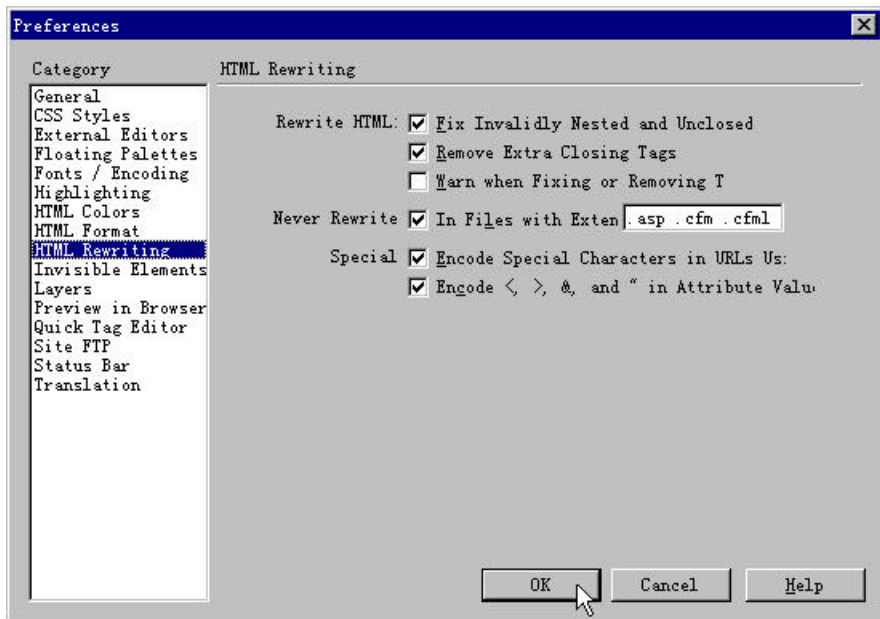 Preferences
Category
General
CSS Styles
External Editors
Floating Palettes
Fonts / Encoding
Highlighting
HTML Colors
HTML Format
HTML Rewriting
Invisible Elements
Layers
Preview in Browser
Quick Tag Editor
Site FTP
Status Bar
Translation
HTML Rewriting
Rewrite HTML: Fix Invalidly Nested and Unclosed
Remove Extra Closing Tags
Warn when Fixing or Removing T
Never Rewrite In Files with Exten .asp .cfm .cfml
Special Encode Special Characters in URLs Us:
Encode <, >, &, and " in Attribute Valu
OK Cancel Help